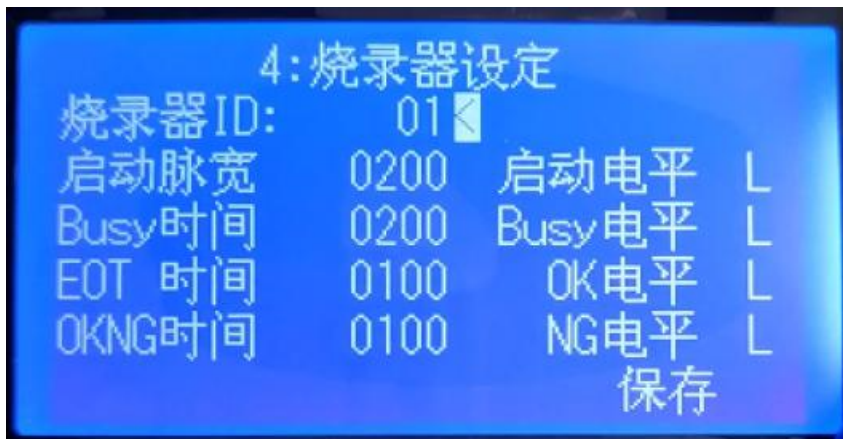 4:烧录器设定
烧录器ID: 01<
启动脉宽 0200 启动电平 L
Busy时间 0200 Busy电平 L
EOT 时间 0100 OK电平 L
OKNG时间 0100 NG电平 L
保存